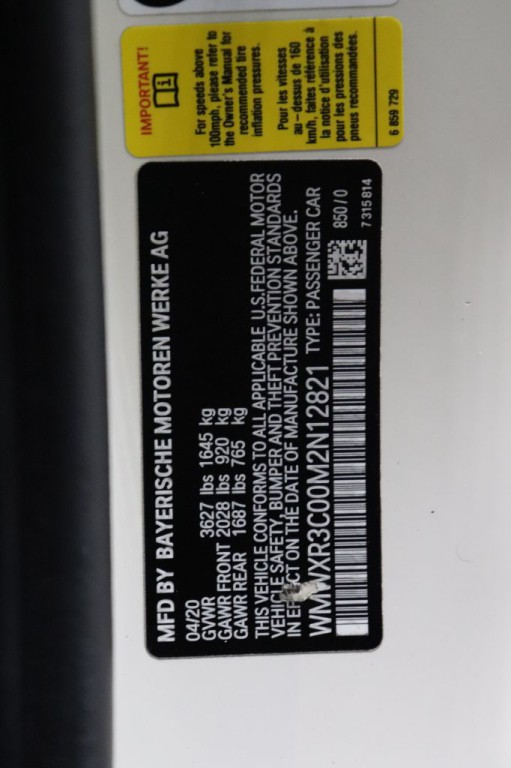 IMPORTANT!
For speeds above
100mph, please refer to
the Owner's Manual for
recommended tire
inflation pressures.
Pour les vitesses
au-dessus de 160
km/h, faites référence à
la notice d'utilisation
pour les pressions des
pneus recommandées.
6 859 729
MFD BY BAYERISCHE MOTOREN WERKE AG
04/20
GVWR 3627 lbs 1645 kg
GAWR FRONT 2028 lbs 920 kg
GAWR REAR 1687 lbs 765 kg
THIS VEHICLE CONFORMS TO ALL APPLICABLE U.S.FEDERAL MOTOR
VEHICLE SAFETY, BUMPER AND THEFT PREVENTION STANDARDS
IN EFFECT ON THE DATE OF MANUFACTURE SHOWN ABOVE.
WMWXR3C00M2N12821 TYPE: PASSENGER CAR
850 / 0
7 315 814